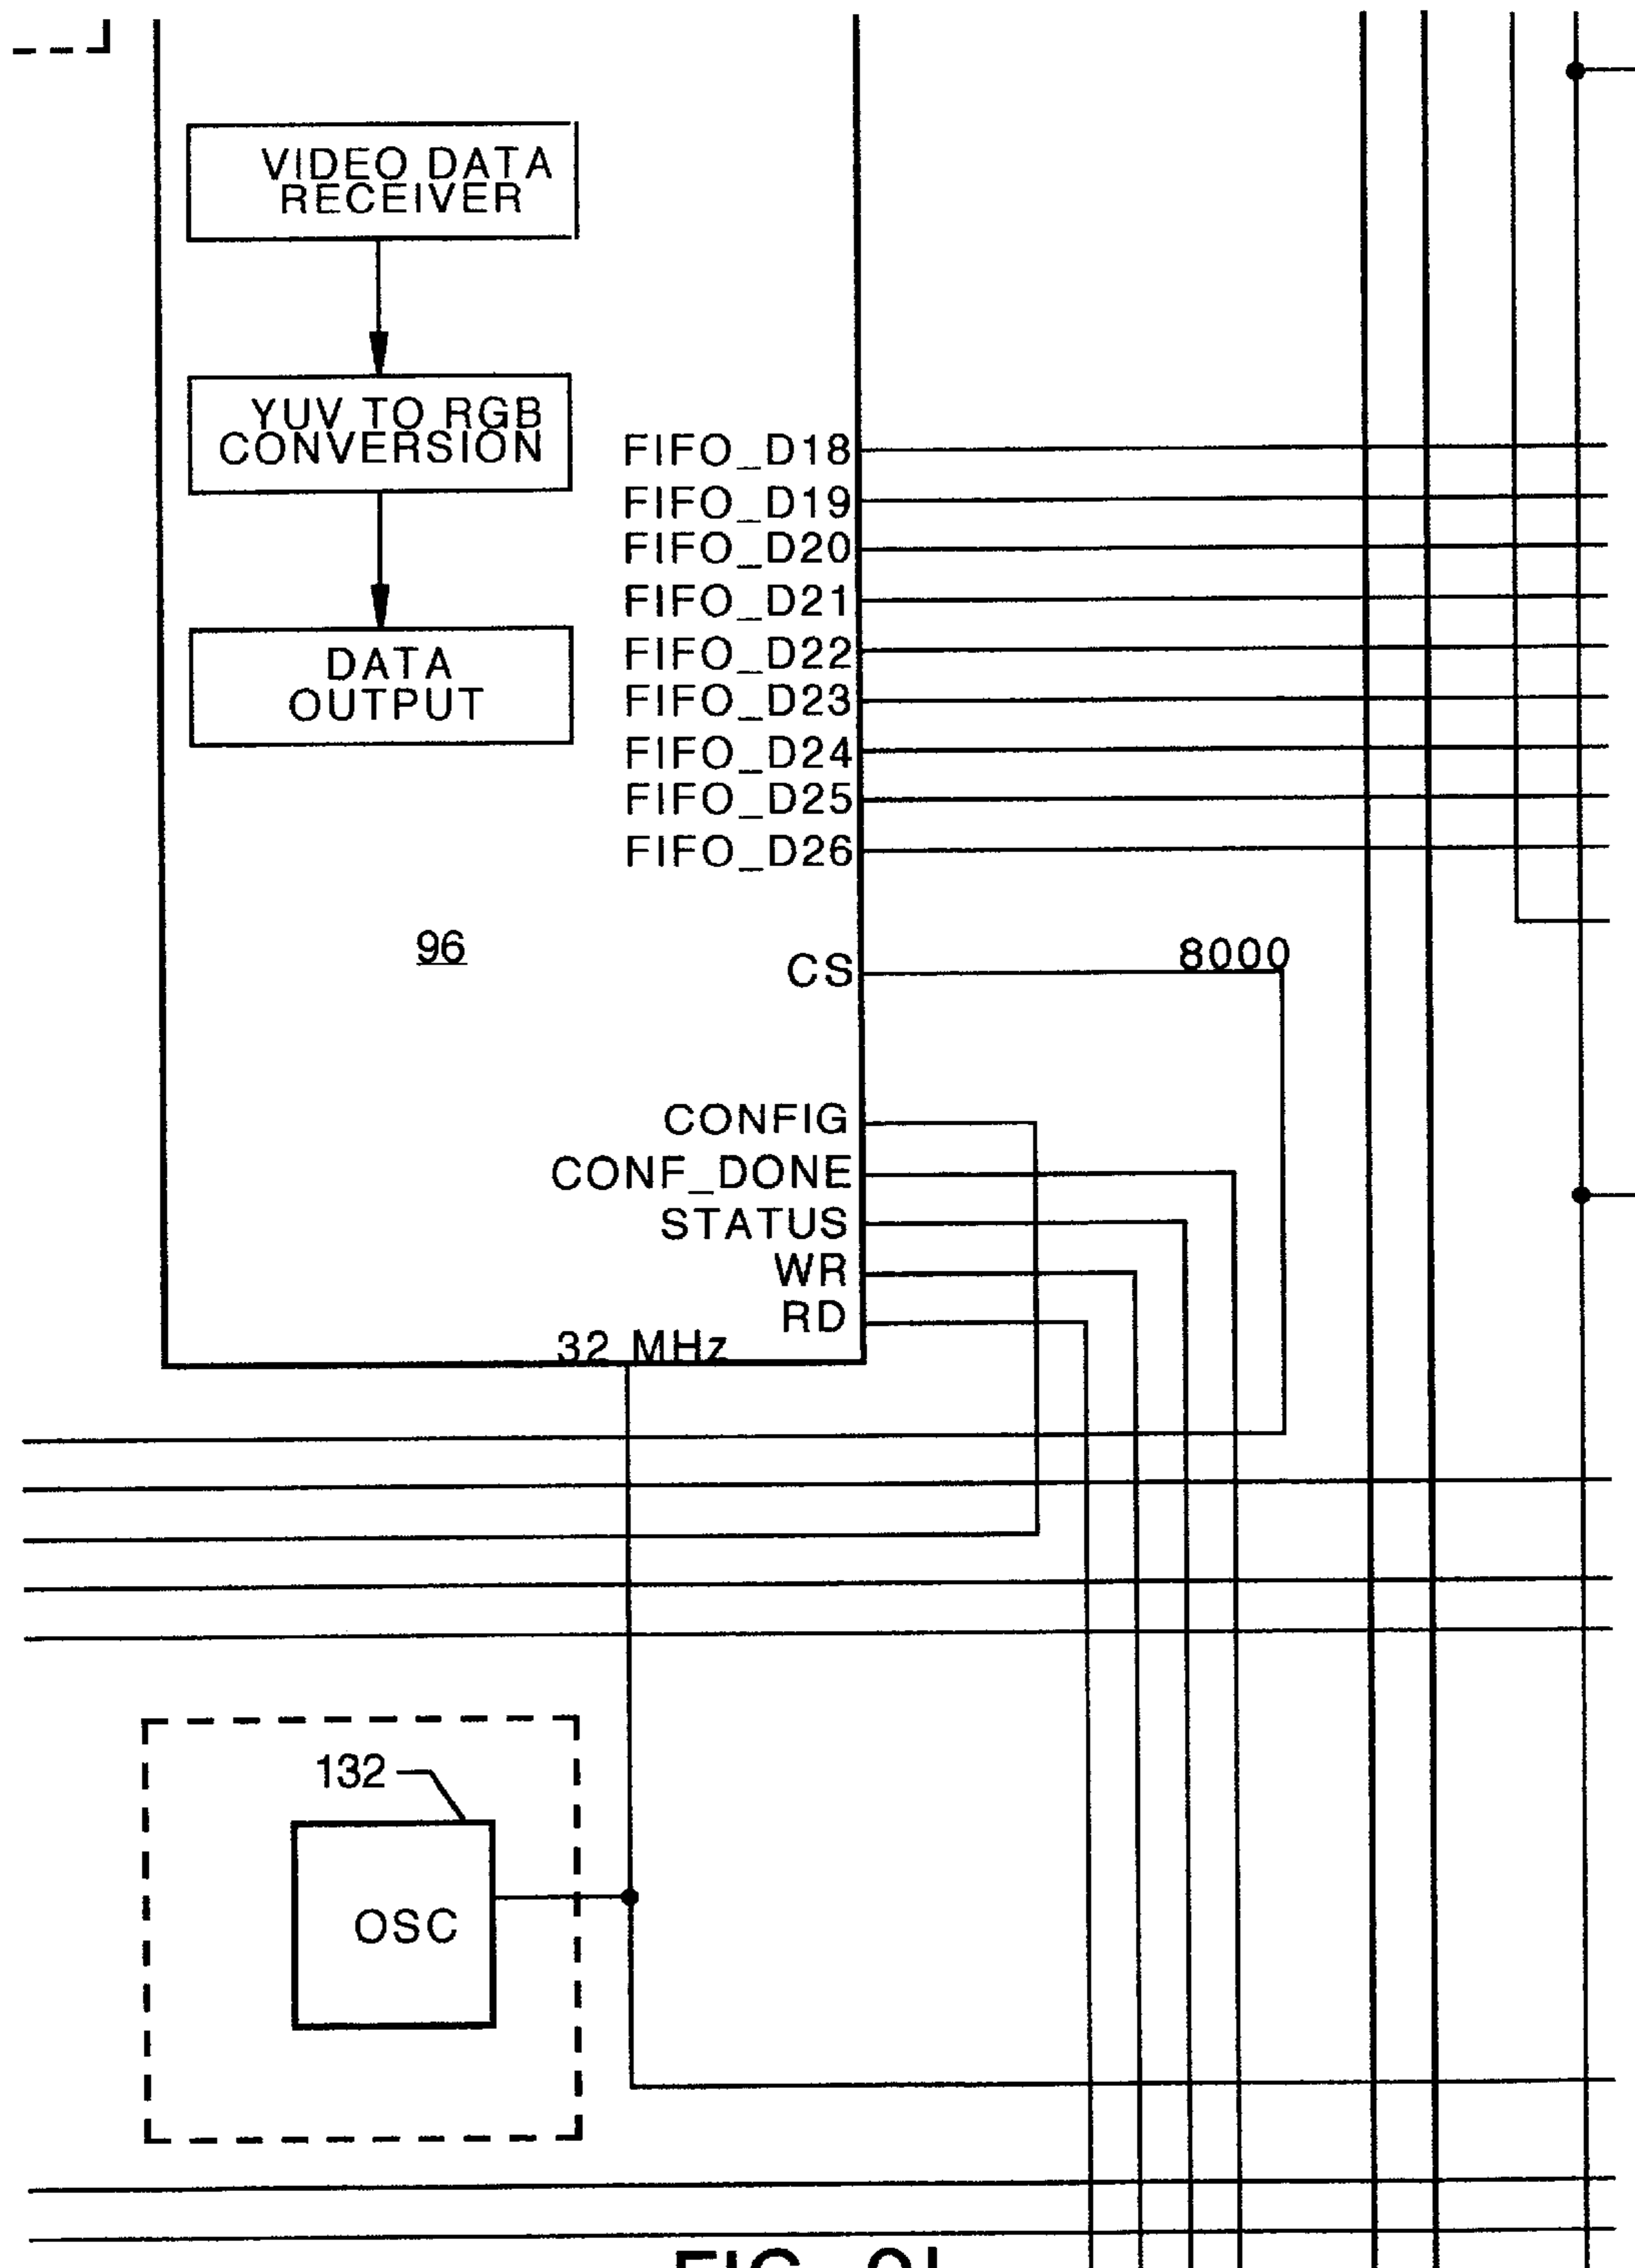 VIDEO DATA
RECEIVER
YUV TO RGB
CONVERSION
DATA
OUTPUT
FIFO_D18
FIFO_D19
FIFO_D20
FIFO_D21
FIFO_D22
FIFO_D23
FIFO_D24
FIFO_D25
FIFO_D26
96
CS
8000
CONFIG
CONF_DONE
STATUS
WR
RD
32 MHz
132
OSC